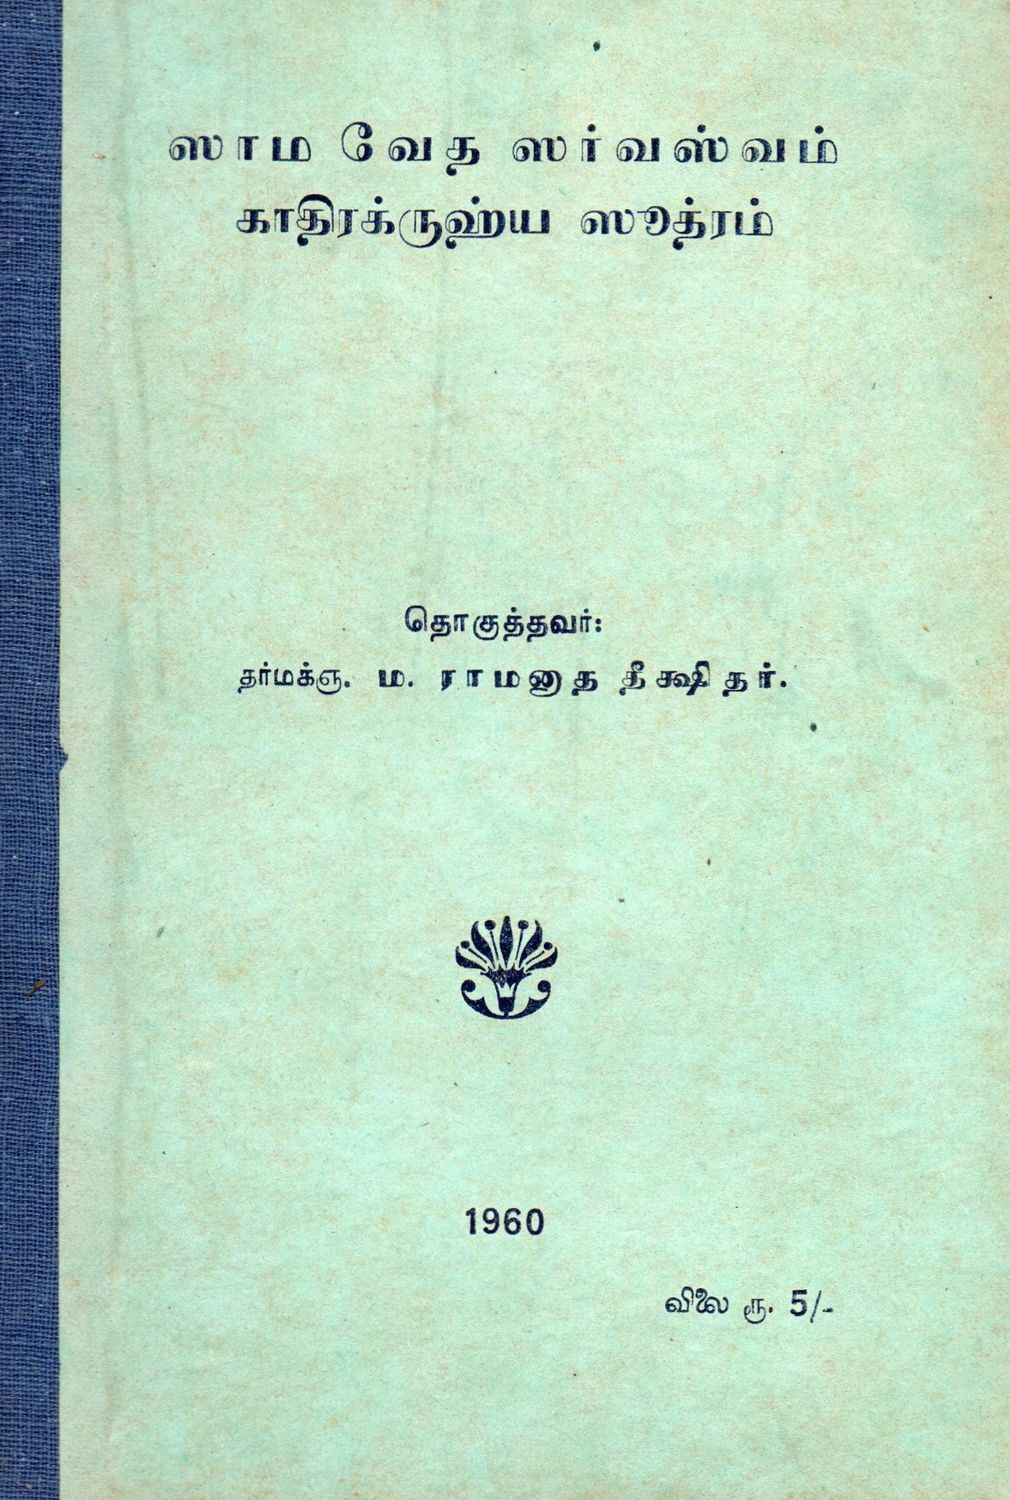 ஸாம வேத ஸர்வஸ்வம்
காதிரக்ருஹ்ய ஸூத்ரம்
தொகுத்தவர்:
தர்மக்ஞ. ம. ராமனாத தீக்ஷிதர்.
1960
விலை ரூ. 5/-